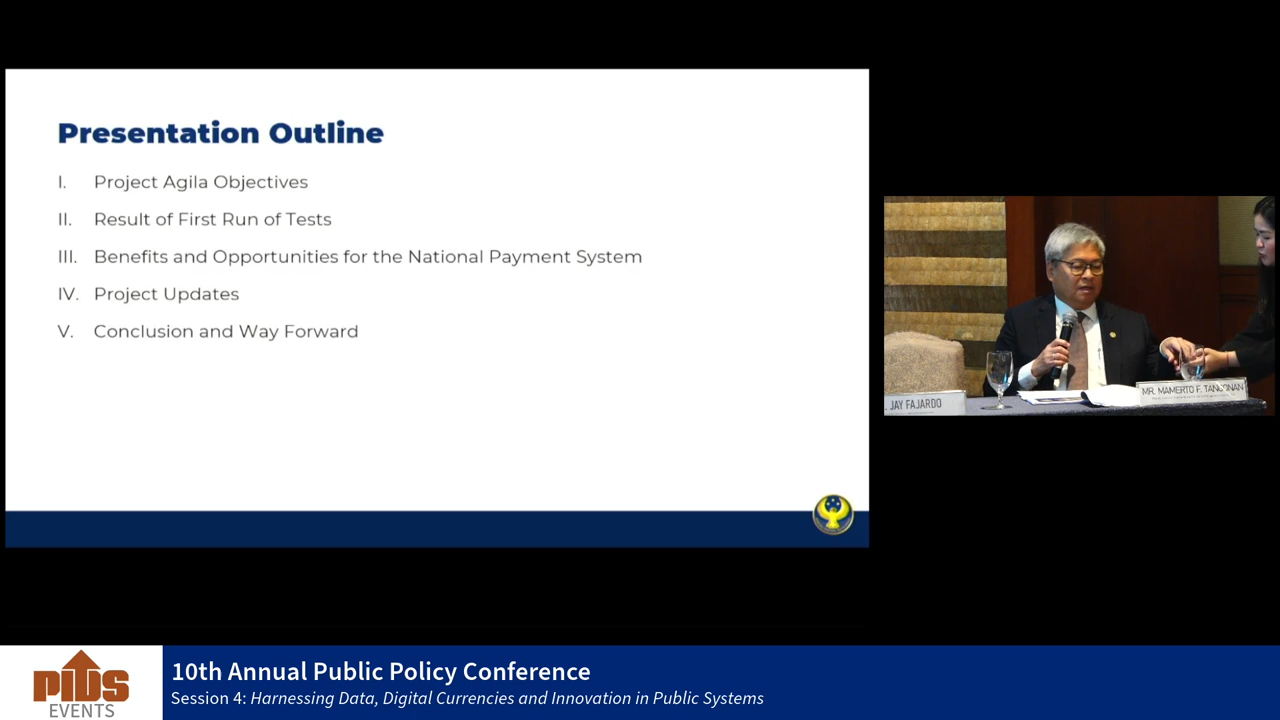 Presentation Outline
I. Project Agila Objectives
II. Result of First Run of Tests
III. Benefits and Opportunities for the National Payment System
IV. Project Updates
V. Conclusion and Way Forward
JAY FAJARDO
MR. MAMERTO F. TANGONAN
PIDS
EVENTS
10th Annual Public Policy Conference
Session 4: Harnessing Data, Digital Currencies and Innovation in Public Systems